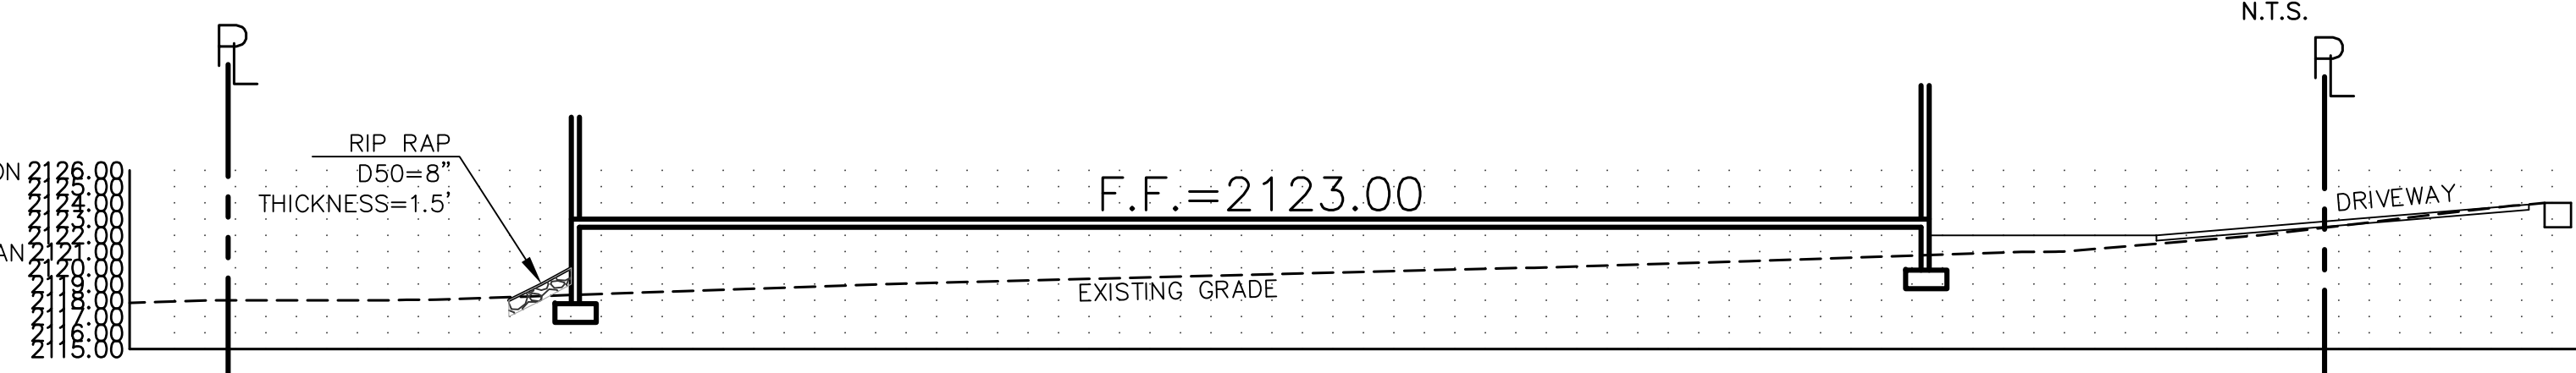 N.T.S.
PL
PL
RIP RAP
D50=8"
THICKNESS=1.5'
ON 2126.00
2125.00
2124.00
2123.00
2122.00
AN 2121.00
2120.00
2119.00
2118.00
2117.00
2116.00
2115.00
F.F.=2123.00
DRIVEWAY
EXISTING GRADE